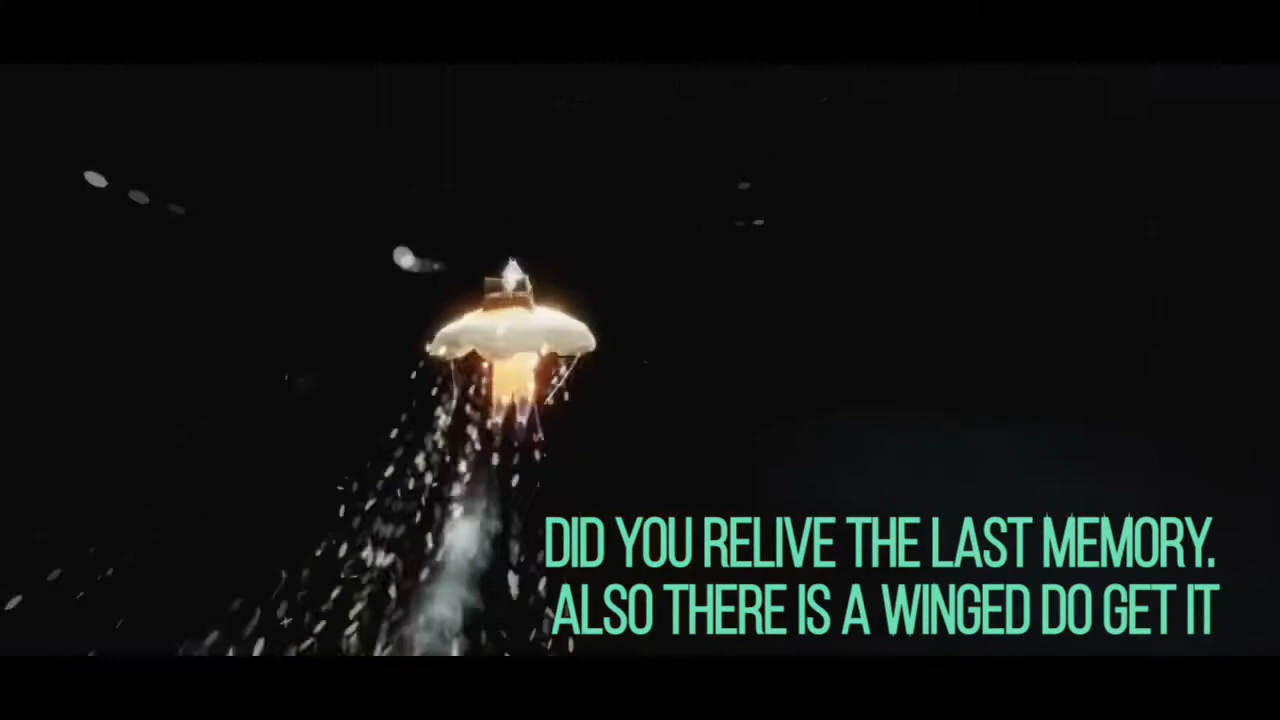 DID YOU RELIVE THE LAST MEMORY.
ALSO THERE IS A WINGED DO GET IT